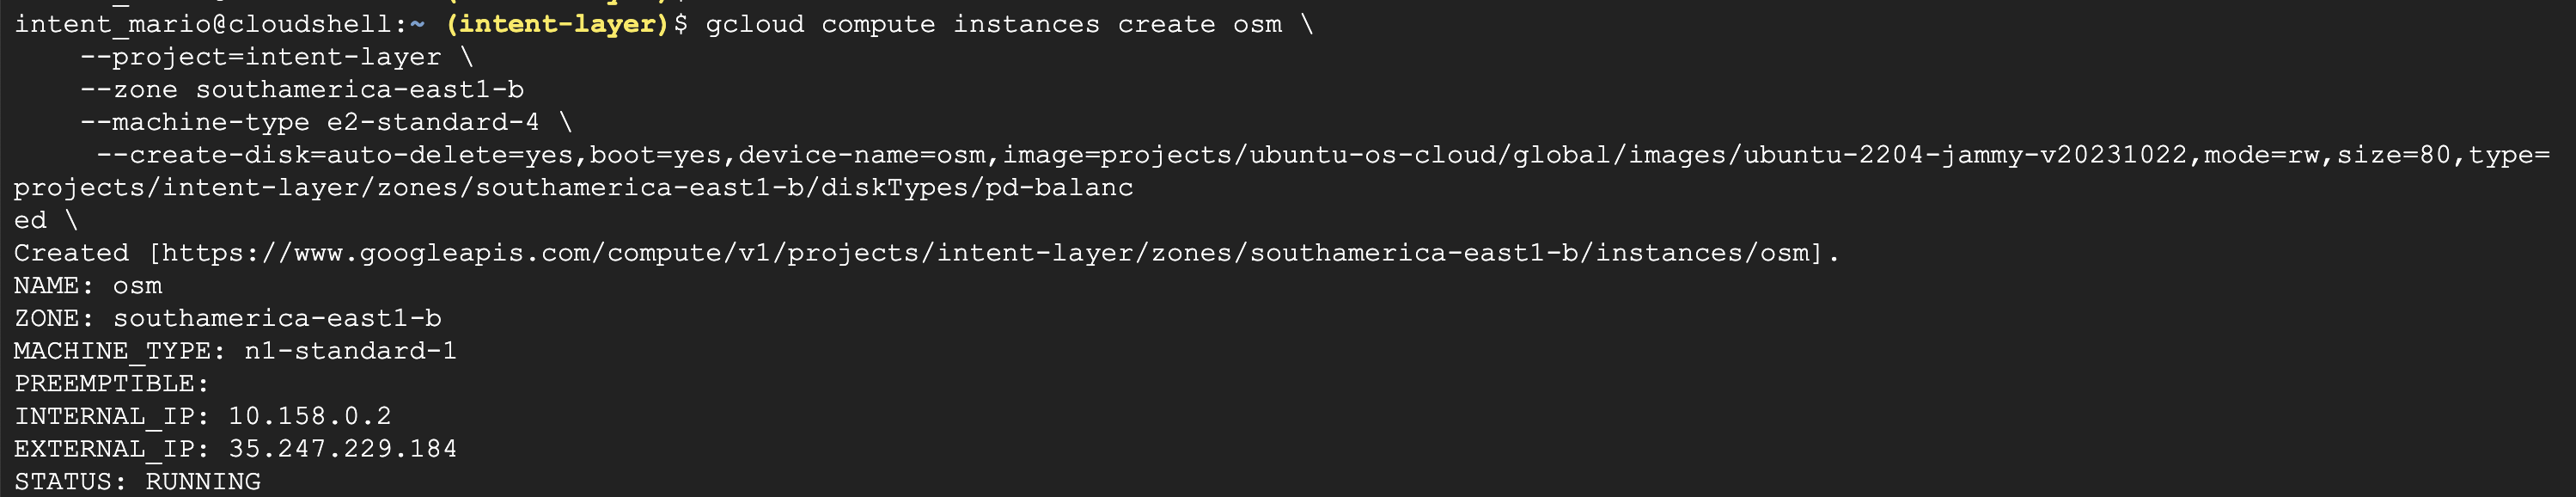 intent_mario@cloudshell:~ (intent-layer)$ gcloud compute instances create osm \
    --project=intent-layer \
    --zone southamerica-east1-b
    --machine-type e2-standard-4 \
     --create-disk=auto-delete=yes,boot=yes,device-name=osm,image=projects/ubuntu-os-cloud/global/images/ubuntu-2204-jammy-v20231022,mode=rw,size=80,type=
projects/intent-layer/zones/southamerica-east1-b/diskTypes/pd-balanc
ed \
Created [https://www.googleapis.com/compute/v1/projects/intent-layer/zones/southamerica-east1-b/instances/osm].
NAME: osm
ZONE: southamerica-east1-b
MACHINE_TYPE: n1-standard-1
PREEMPTIBLE:
INTERNAL_IP: 10.158.0.2
EXTERNAL_IP: 35.247.229.184
STATUS: RUNNING